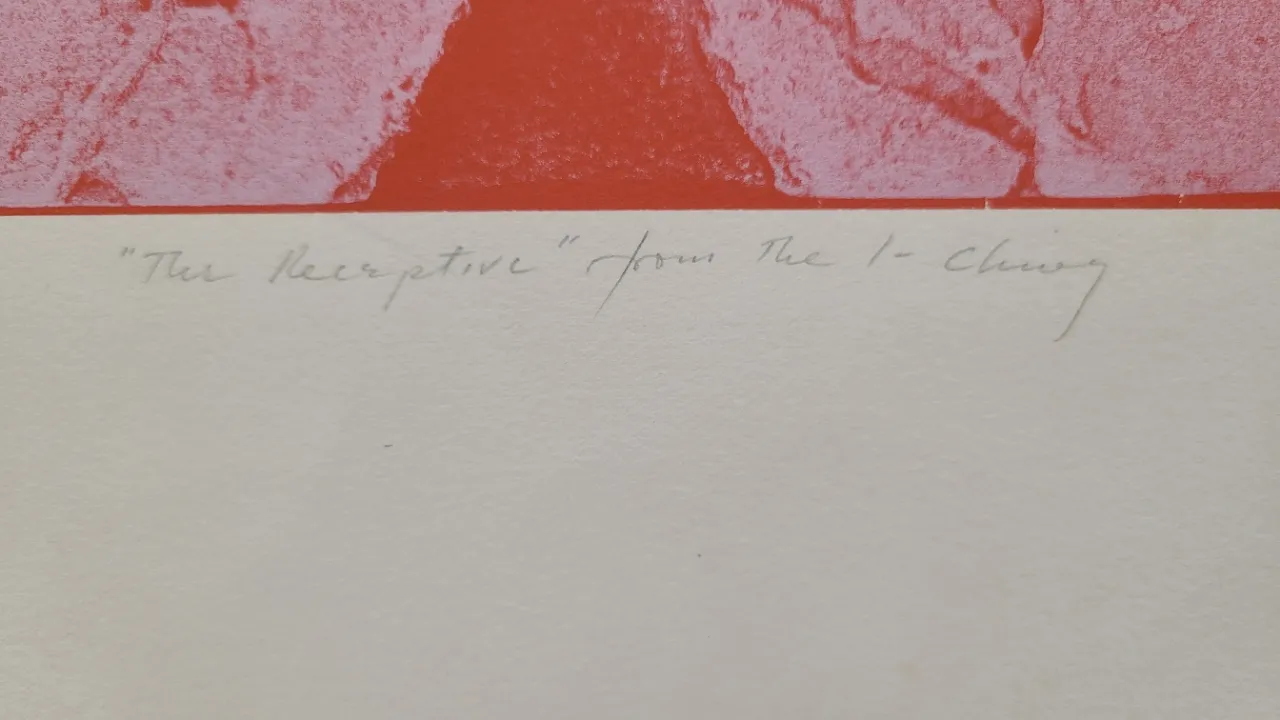 "The Receptive" from The I-Ching